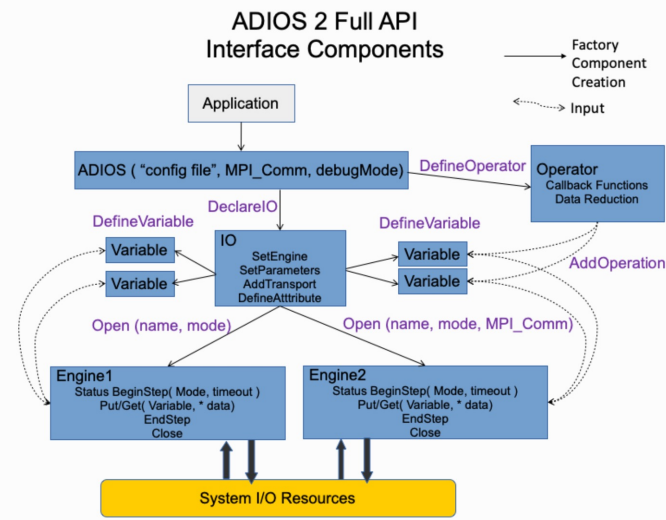 ADIOS 2 Full API
Interface Components
Factory
Component
Creation
Input
Application
ADIOS ( “config file”, MPI_Comm, debugMode)
DefineOperator
Operator
Callback Functions
Data Reduction
DeclareIO
DefineVariable
DefineVariable
IO
SetEngine
SetParameters
AddTransport
DefineAtttribute
Variable
Variable
Variable
Variable
AddOperation
Open (name, mode)
Open (name, mode, MPI_Comm)
Engine1
Status BeginStep( Mode, timeout )
Put/Get( Variable, * data)
EndStep
Close
Engine2
Status BeginStep( Mode, timeout )
Put/Get( Variable, * data)
EndStep
Close
System I/O Resources